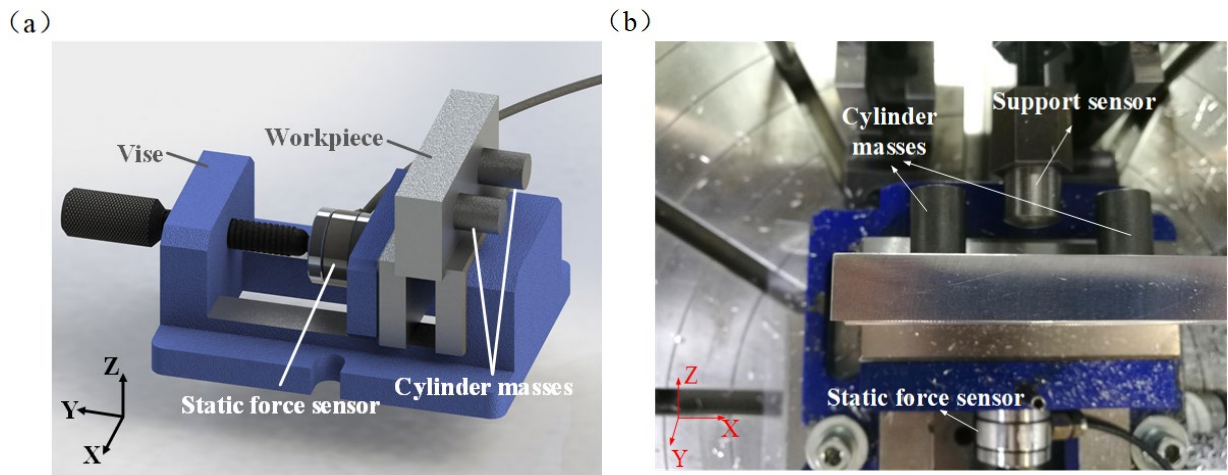 (a)
Workpiece
Vise
Z
Y
X
Static force sensor
Cylinder masses
(b)
Support sensor
Cylinder
masses
Static force sensor
Z
X
Y